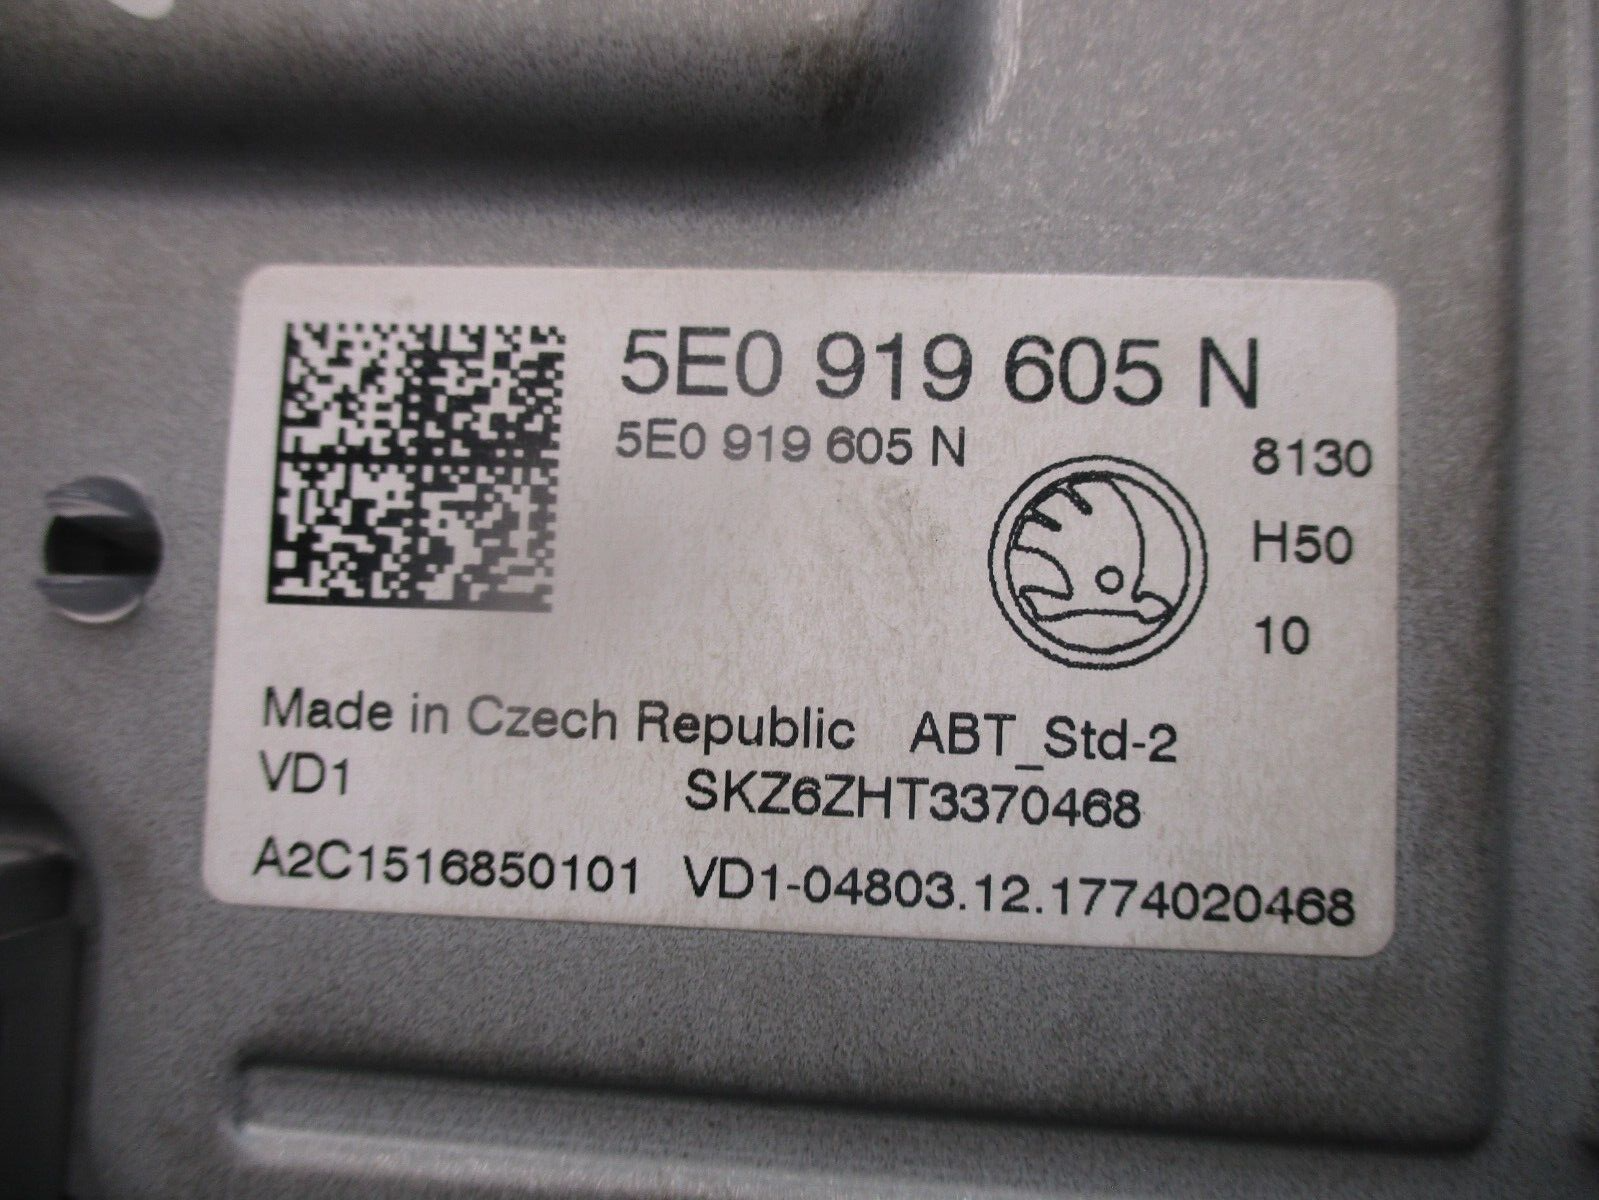 5E0 919 605 N
5E0 919 605 N
8130
H50
10
Made in Czech Republic ABT_Std-2
VD1 SKZ6ZHT3370468
A2C1516850101 VD1-04803.12.1774020468